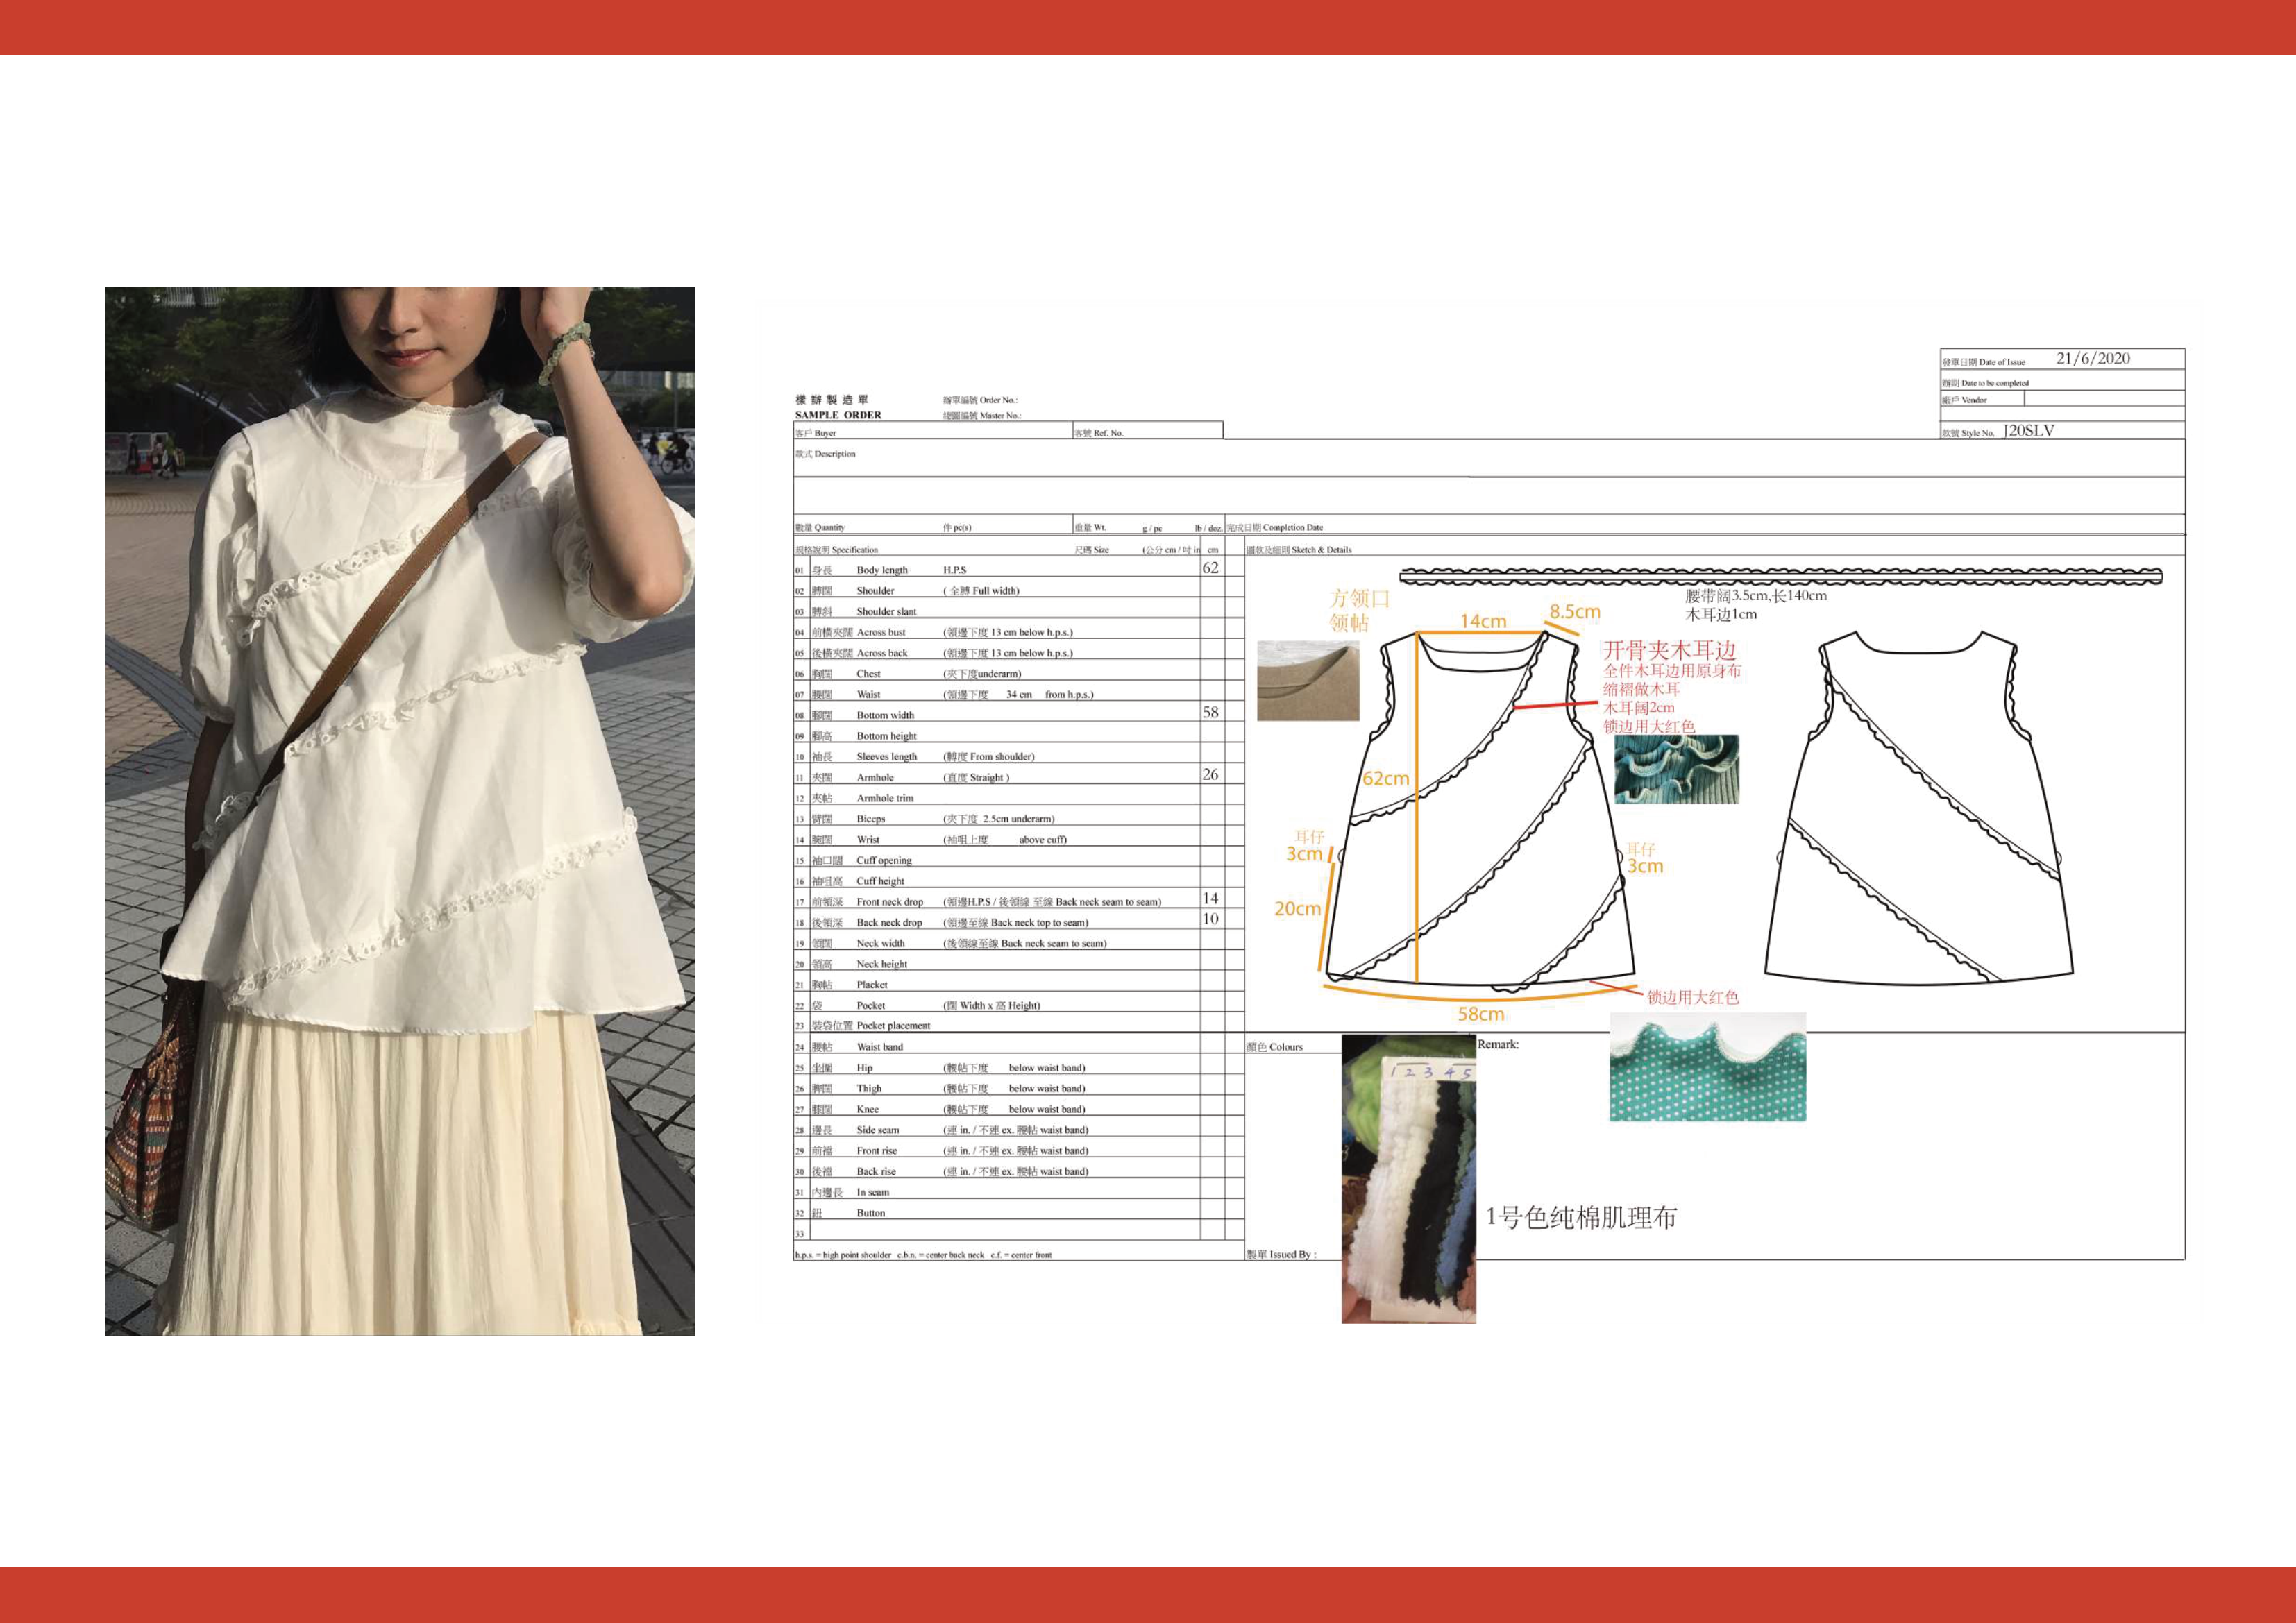 發單日期 Date of Issue 21/6/2020
辦期 Date to be completed
廠戶 Vendor
款號 Style No. J20SLV
樣辦製造單 辦單編號 Order No.:
SAMPLE ORDER 總圖編號 Master No.:
客戶 Buyer 客號 Ref. No.
款式 Description
數量 Quantity 件 pc(s) 重量 Wt. g / pc lb / doz. 完成日期 Completion Date
規格說明 Specification 尺碼 Size (公分 cm / 吋 in cm
圖款及細則 Sketch & Details
01 身長 Body length H.P.S 62
02 膊闊 Shoulder ( 全膊 Full width)
03 膊斜 Shoulder slant
04 前橫夾闊 Across bust (領邊下度 13 cm below h.p.s.)
05 後橫夾闊 Across back (領邊下度 13 cm below h.p.s.)
06 胸闊 Chest (夾下度underarm)
07 腰闊 Waist (領邊下度 34 cm from h.p.s.)
08 腳闊 Bottom width 58
09 腳高 Bottom height
10 袖長 Sleeves length (膊度 From shoulder)
11 夾闊 Armhole (直度 Straight ) 26
12 夾帖 Armhole trim
13 臂闊 Biceps (夾下度 2.5cm underarm)
14 腕闊 Wrist (袖咀上度 above cuff)
15 袖口闊 Cuff opening
16 袖咀高 Cuff height
17 前領深 Front neck drop (領邊H.P.S / 後領線 至線 Back neck seam to seam) 14
18 後領深 Back neck drop (領邊至線 Back neck top to seam) 10
19 領闊 Neck width (後領線至線 Back neck seam to seam)
20 領高 Neck height
21 胸帖 Placket
22 袋 Pocket (闊 Width x 高 Height)
23 裝袋位置 Pocket placement
24 腰帖 Waist band
25 坐圍 Hip (腰帖下度 below waist band)
26 脾闊 Thigh (腰帖下度 below waist band)
27 膝闊 Knee (腰帖下度 below waist band)
28 邊長 Side seam (連 in. / 不連 ex. 腰帖 waist band)
29 前襠 Front rise (連 in. / 不連 ex. 腰帖 waist band)
30 後襠 Back rise (連 in. / 不連 ex. 腰帖 waist band)
31 內邊長 In seam
32 鈕 Button
33
h.p.s. = high point shoulder c.b.n. = center back neck c.f. = center front
腰带阔3.5cm,长140cm
木耳边1cm
方领口
领帖
14cm
8.5cm
开骨夹木耳边
全件木耳边用原身布
缩褶做木耳
木耳阔2cm
锁边用大红色
62cm
耳仔
3cm
20cm
耳仔
3cm
锁边用大红色
58cm
顏色 Colours
1 2 3 4 5
Remark:
1号色纯棉肌理布
製單 Issued By :